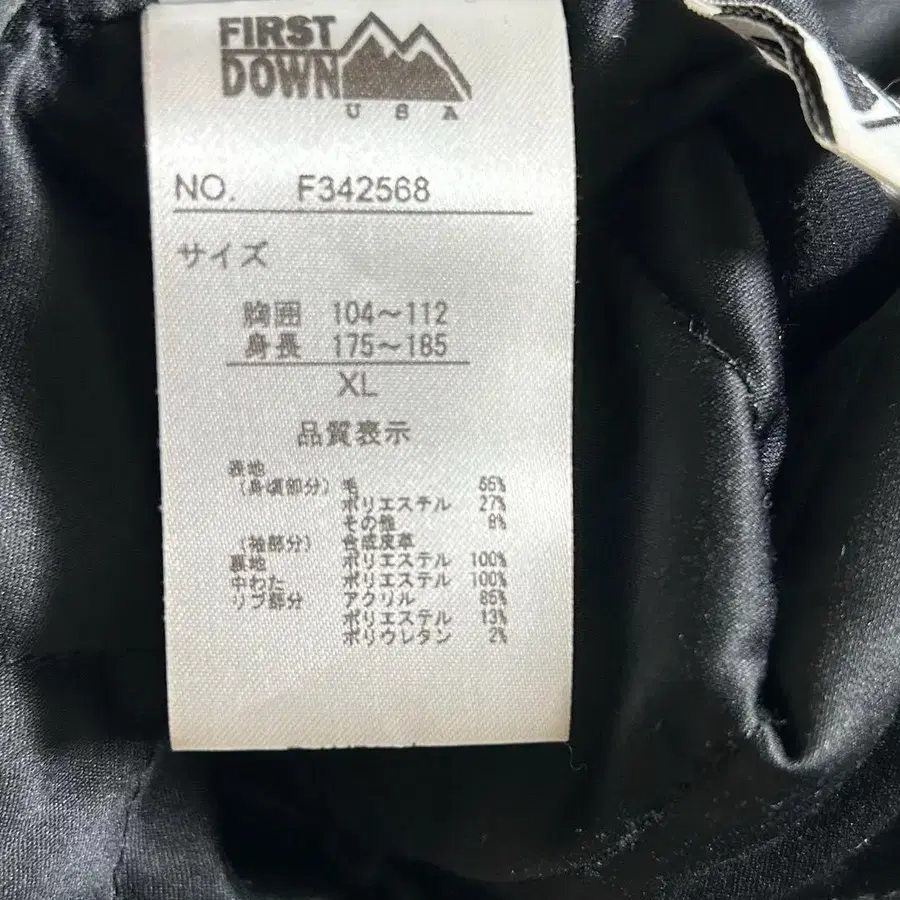 FIRST
DOWN
USA
NO. F342568
サイズ
胸囲 104～112
身長 175～185
XL
品質表示
表地
(身頃部分) 毛 65%
ポリエステル 27%
その他 8%
(袖部分) 合成皮革
裏地 ポリエステル 100%
中わた ポリエステル 100%
リブ部分 アクリル 85%
ポリエステル 13%
ポリウレタン 2%